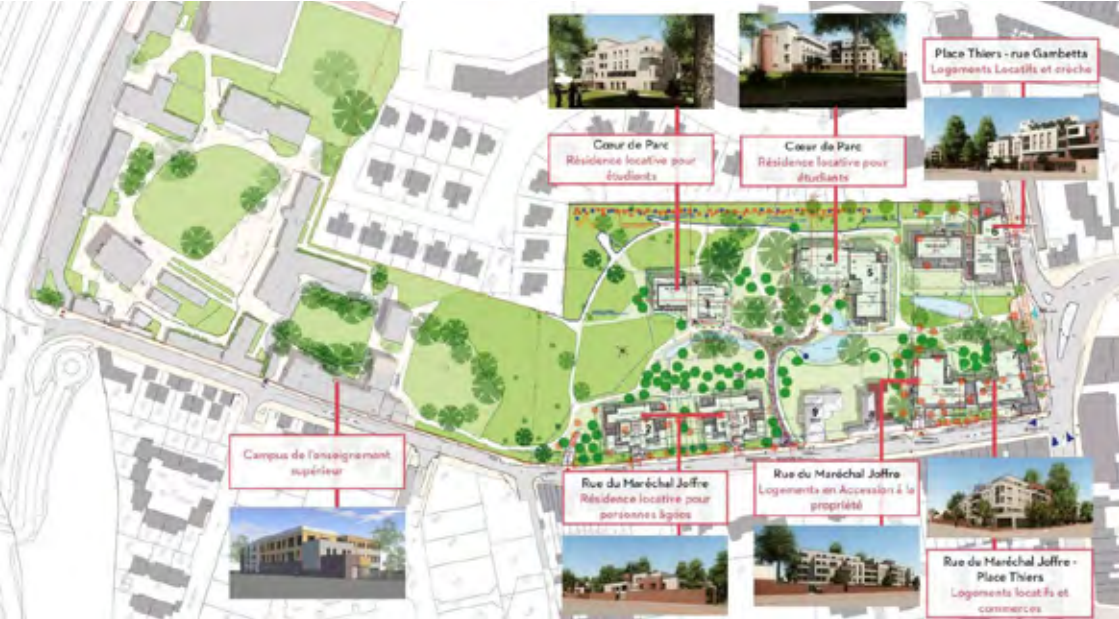 Place Thiers - rue Gambetta
Logements Locatifs et crèche
Cœur de Parc
Résidence locative pour
étudiants
Cœur de Parc
Résidence locative pour
étudiants
Campus de l'enseignement
supérieur
Rue du Maréchal Joffre
Résidence locative pour
personnes âgées
Rue du Maréchal Joffre
Logements en Accession à la
propriété
Rue du Maréchal Joffre -
Place Thiers
Logements locatifs et
commerces